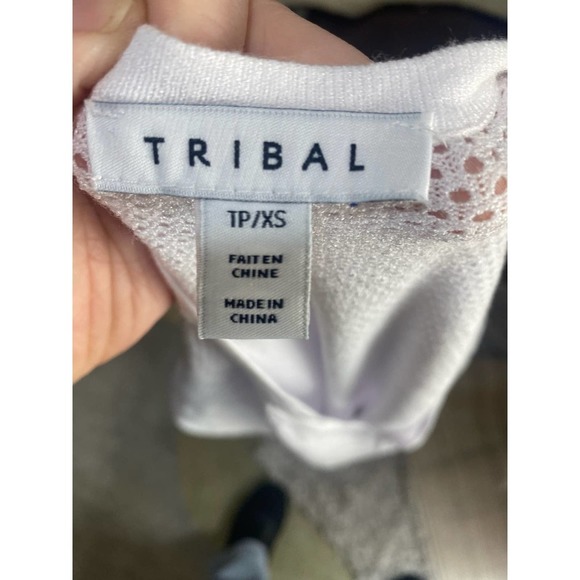 TRIBAL
TP/XS
FAIT EN
CHINE
MADE IN
CHINA